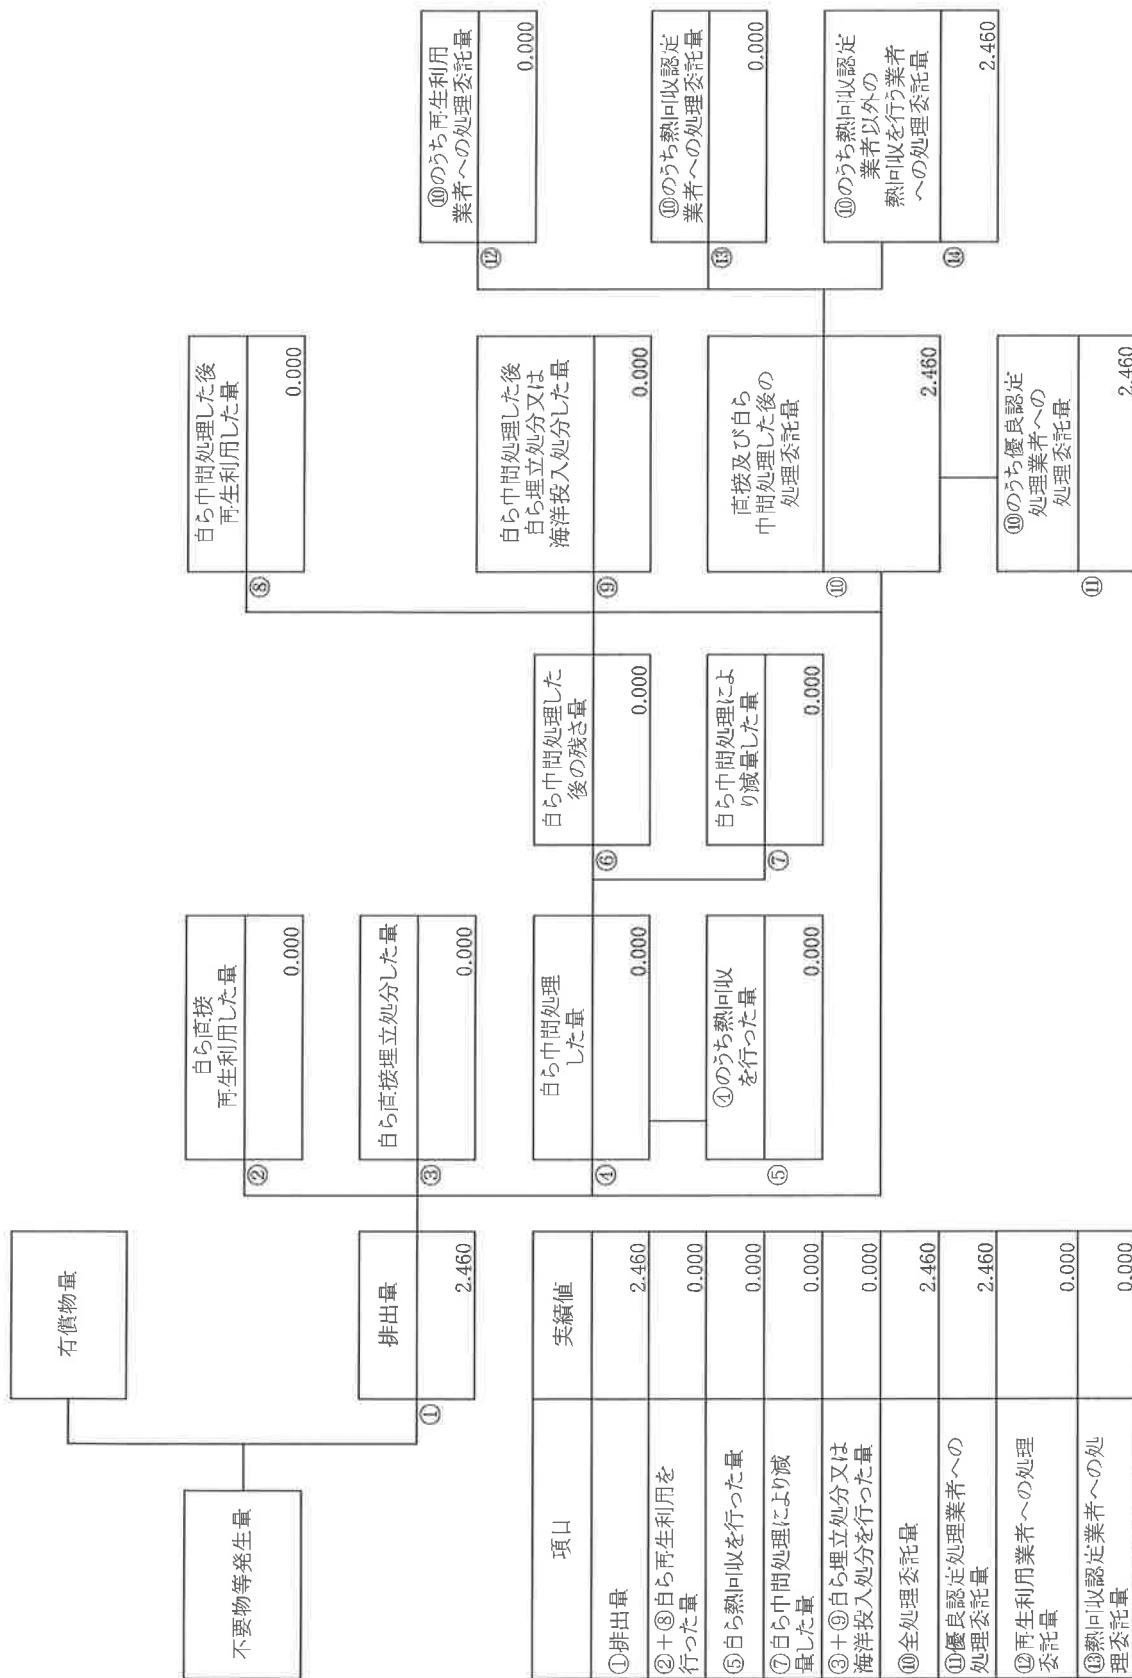 不要物等発生量
有償物量
排出量
①
2.460
自ら直接
再生利用した量
②
0.000
自ら直接埋立処分した量
③
0.000
自ら中間処理
した量
④
0.000
④のうち熱回収
を行った量
⑤
0.000
自ら中間処理した
後の残さ量
⑥
0.000
自ら中間処理によ
り減量した量
⑦
0.000
自ら中間処理した後
再生利用した量
⑧
0.000
自ら中間処理した後
自ら埋立処分又は
海洋投入処分した量
⑨
0.000
直接及び自ら
中間処理した後の
処理委託量
⑩
2.460
⑩のうち優良認定
処理業者への
処理委託量
⑪
2.460
⑩のうち再生利用
業者への処理委託量
⑫
0.000
⑩のうち熱回収認定
業者への処理委託量
⑬
0.000
⑩のうち熱回収認定
業者以外の
熱回収を行う業者
への処理委託量
⑭
2.460
項目
実績値
①排出量
2.460
②+⑧自ら再生利用を
行った量
0.000
⑤自ら熱回収を行った量
0.000
⑦自ら中間処理により減
量した量
0.000
③+⑨自ら埋立処分又は
海洋投入処分を行った量
0.000
⑩全処理委託量
2.460
⑪優良認定処理業者への
処理委託量
2.460
⑫再生利用業者への処理
委託量
0.000
⑬熱回収認定業者への処
理委託量
0.000